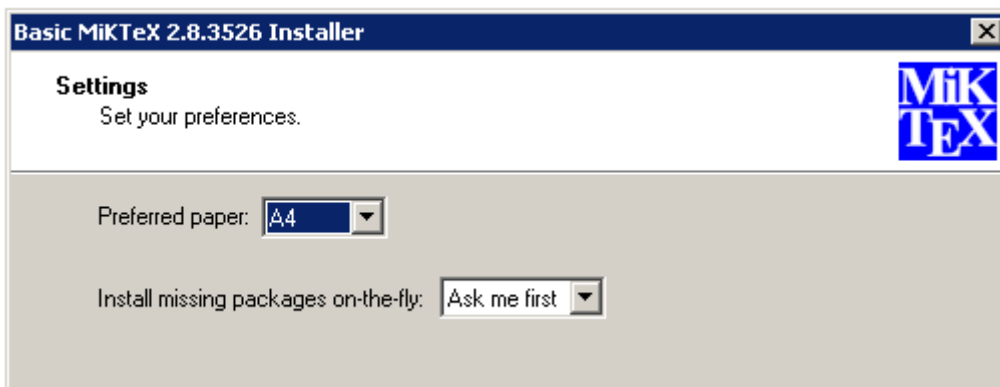 Basic MiKTeX 2.8.3526 Installer
Settings
Set your preferences.
MiK
TEX
Preferred paper: A4
Install missing packages on-the-fly: Ask me first